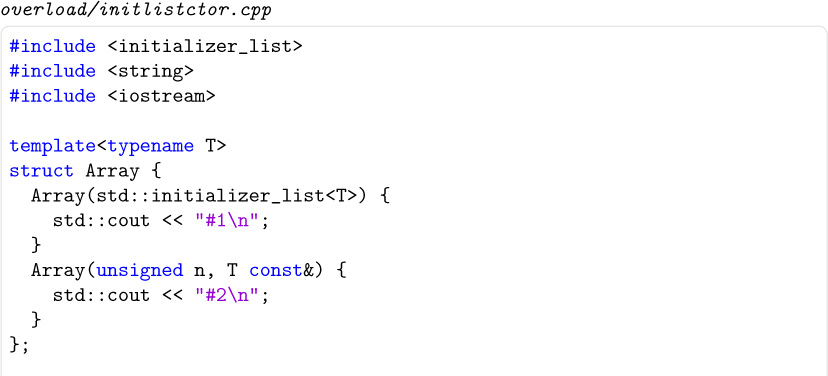 overload/initlistctor.cpp
#include <initializer_list>
#include <string>
#include <iostream>
template<typename T>
struct Array {
Array(std::initializer_list<T>) {
std::cout << "#1\n";
}
Array(unsigned n, T const&) {
std::cout << "#2\n";
}
};